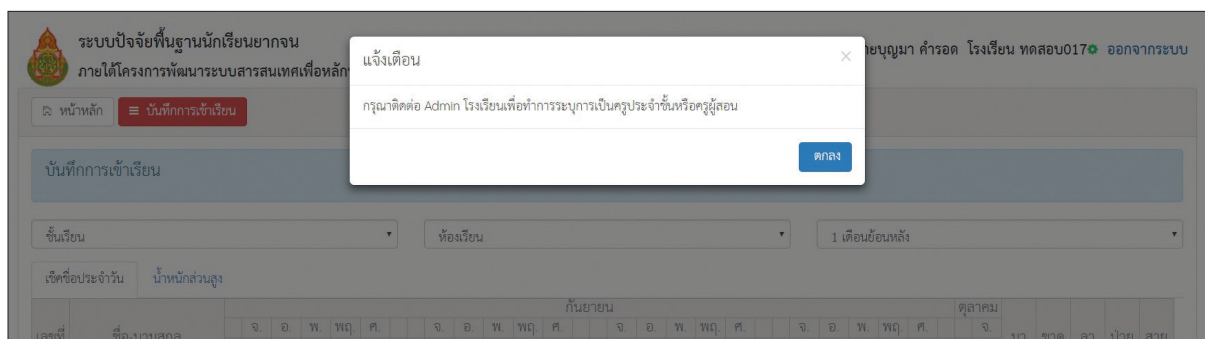 ระบบปัจจัยพื้นฐานนักเรียนยากจน
ภายใต้โครงการพัฒนาระบบสารสนเทศเพื่อหลัก
ายบุญมา คำรอด โรงเรียน ทดสอบ017 ออกจากระบบ
แจ้งเตือน ×
กรุณาติดต่อ Admin โรงเรียนเพื่อทำการระบุการเป็นครูประจำชั้นหรือครูผู้สอน
ตกลง
หน้าหลัก บันทึกการเข้าเรียน
บันทึกการเข้าเรียน
ชั้นเรียน ห้องเรียน 1 เดือนย้อนหลัง
เช็คชื่อประจำวัน น้ำหนักส่วนสูง
กันยายน ตุลาคม
เลขที่ ชื่อ-นามสกุล จ. อ. พ. พฤ. ศ. จ. อ. พ. พฤ. ศ. จ. อ. พ. พฤ. ศ. จ. อ. พ. พฤ. ศ. จ. มา ขาด ลา ป่วย สาย